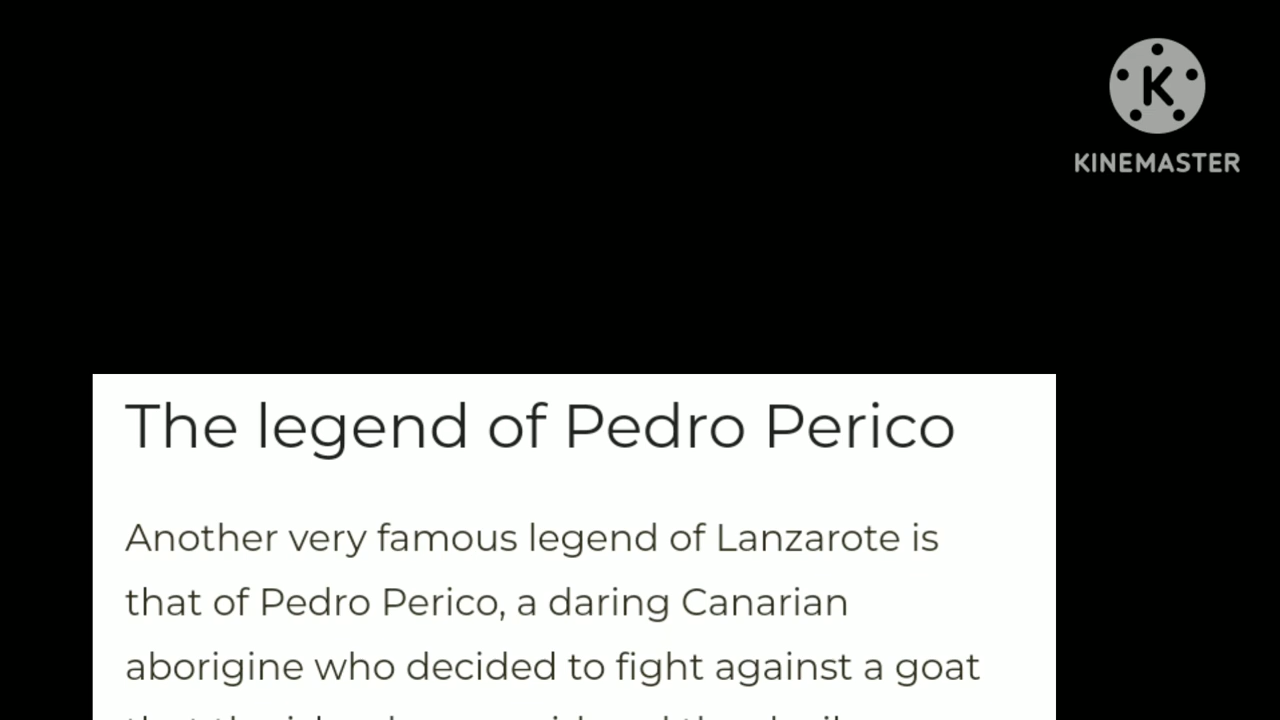 K
KINEMASTER
The legend of Pedro Perico
Another very famous legend of Lanzarote is
that of Pedro Perico, a daring Canarian
aborigine who decided to fight against a goat